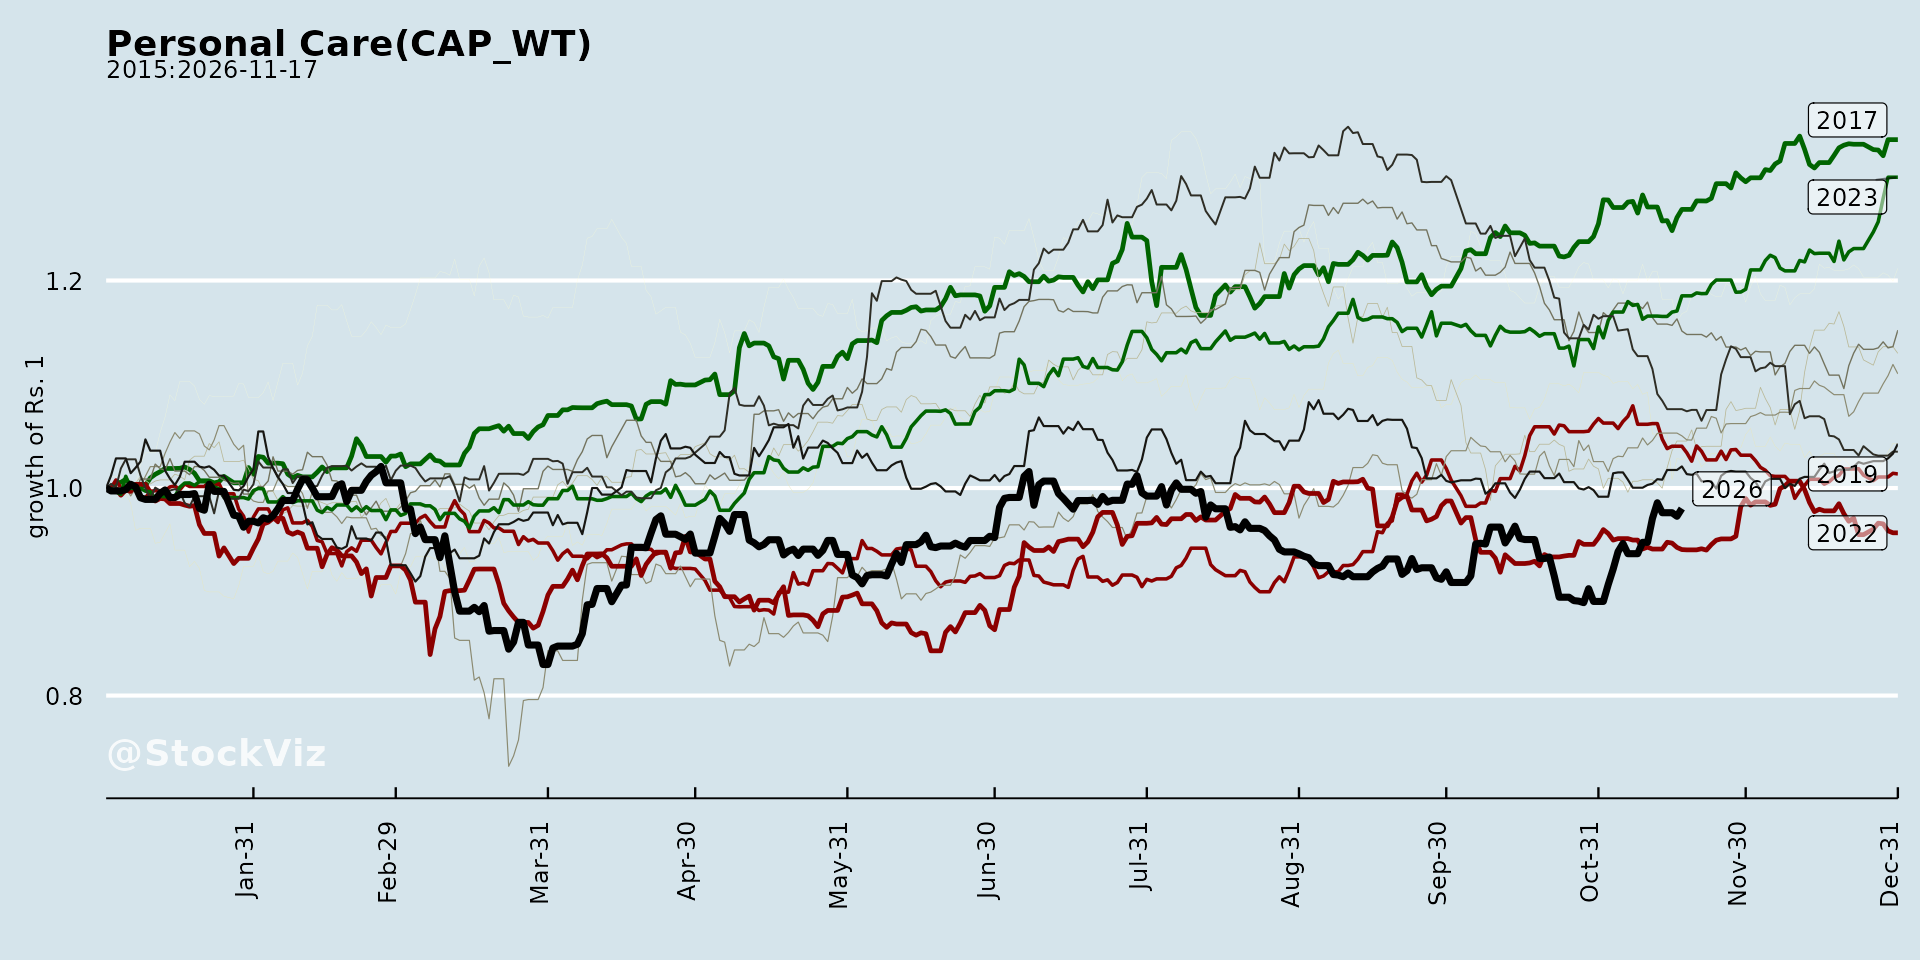 Personal Care(CAP_WT)
2015:2026-11-17
growth of Rs. 1
1.2
1.0
0.8
2017
2023
2019
2026
2022
@StockViz
Jan-31
Feb-29
Mar-31
Apr-30
May-31
Jun-30
Jul-31
Aug-31
Sep-30
Oct-31
Nov-30
Dec-31